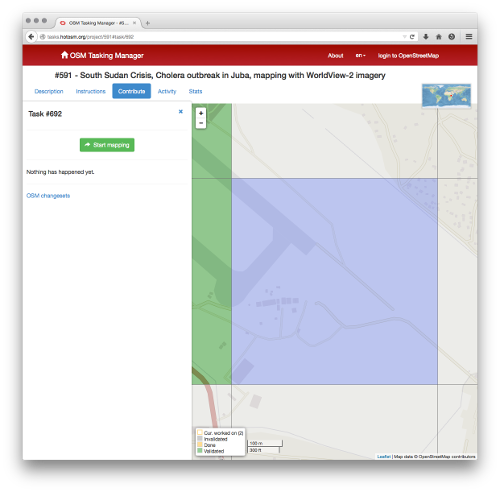 OSM Tasking Manager - #5...
tasks.hotosm.org/project/591#task/692
OSM Tasking Manager
About
en
login to OpenStreetMap
#591 - South Sudan Crisis, Cholera outbreak in Juba, mapping with WorldView-2 imagery
Description
Instructions
Contribute
Activity
Stats
Task #692
×
Start mapping
Nothing has happened yet.
OSM changesets
+
−
Cur. worked on (2)
Invalidated
Done
Validated
100 m
300 ft
Leaflet | Map data © OpenStreetMap contributors